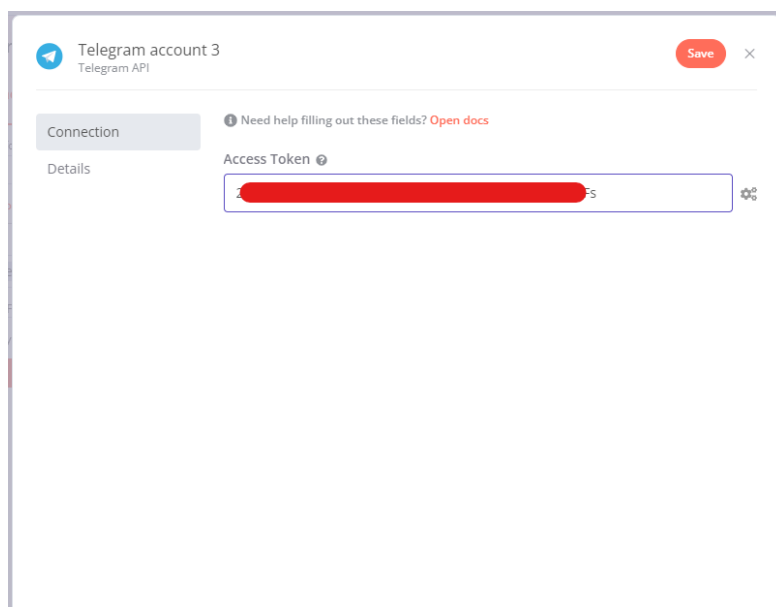 Telegram account 3
Telegram API
Save
Connection
Details
Need help filling out these fields? Open docs
Access Token
2
Fs